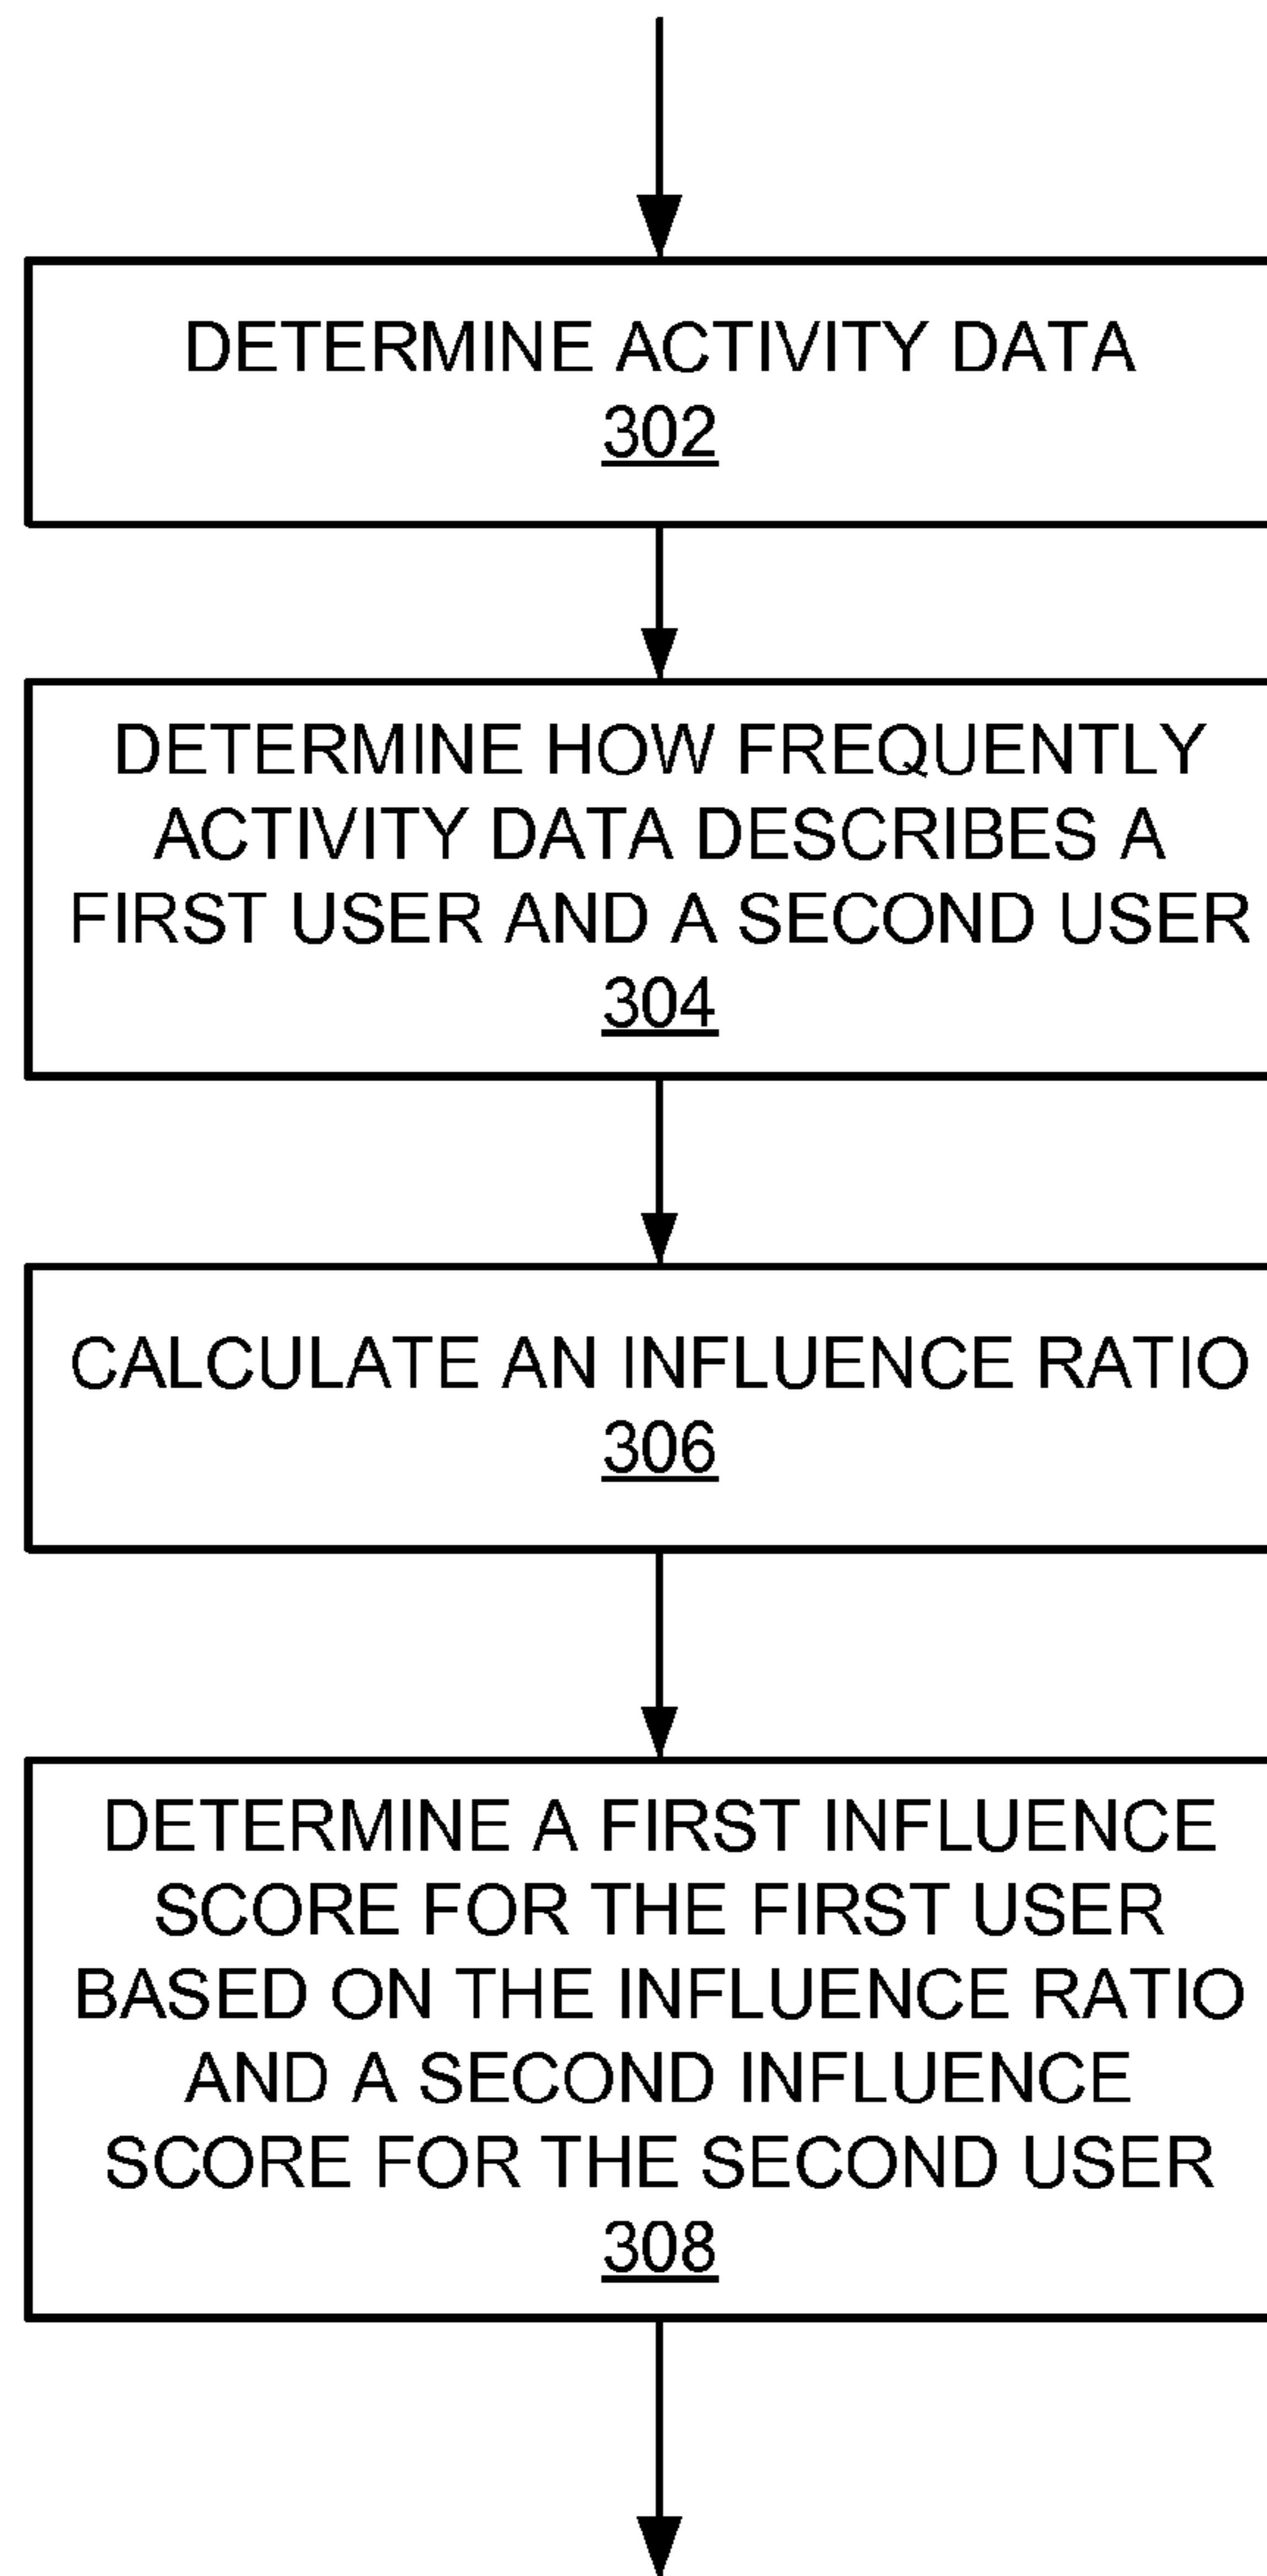 DETERMINE ACTIVITY DATA
302
DETERMINE HOW FREQUENTLY
ACTIVITY DATA DESCRIBES A
FIRST USER AND A SECOND USER
304
CALCULATE AN INFLUENCE RATIO
306
DETERMINE A FIRST INFLUENCE
SCORE FOR THE FIRST USER
BASED ON THE INFLUENCE RATIO
AND A SECOND INFLUENCE
SCORE FOR THE SECOND USER
308